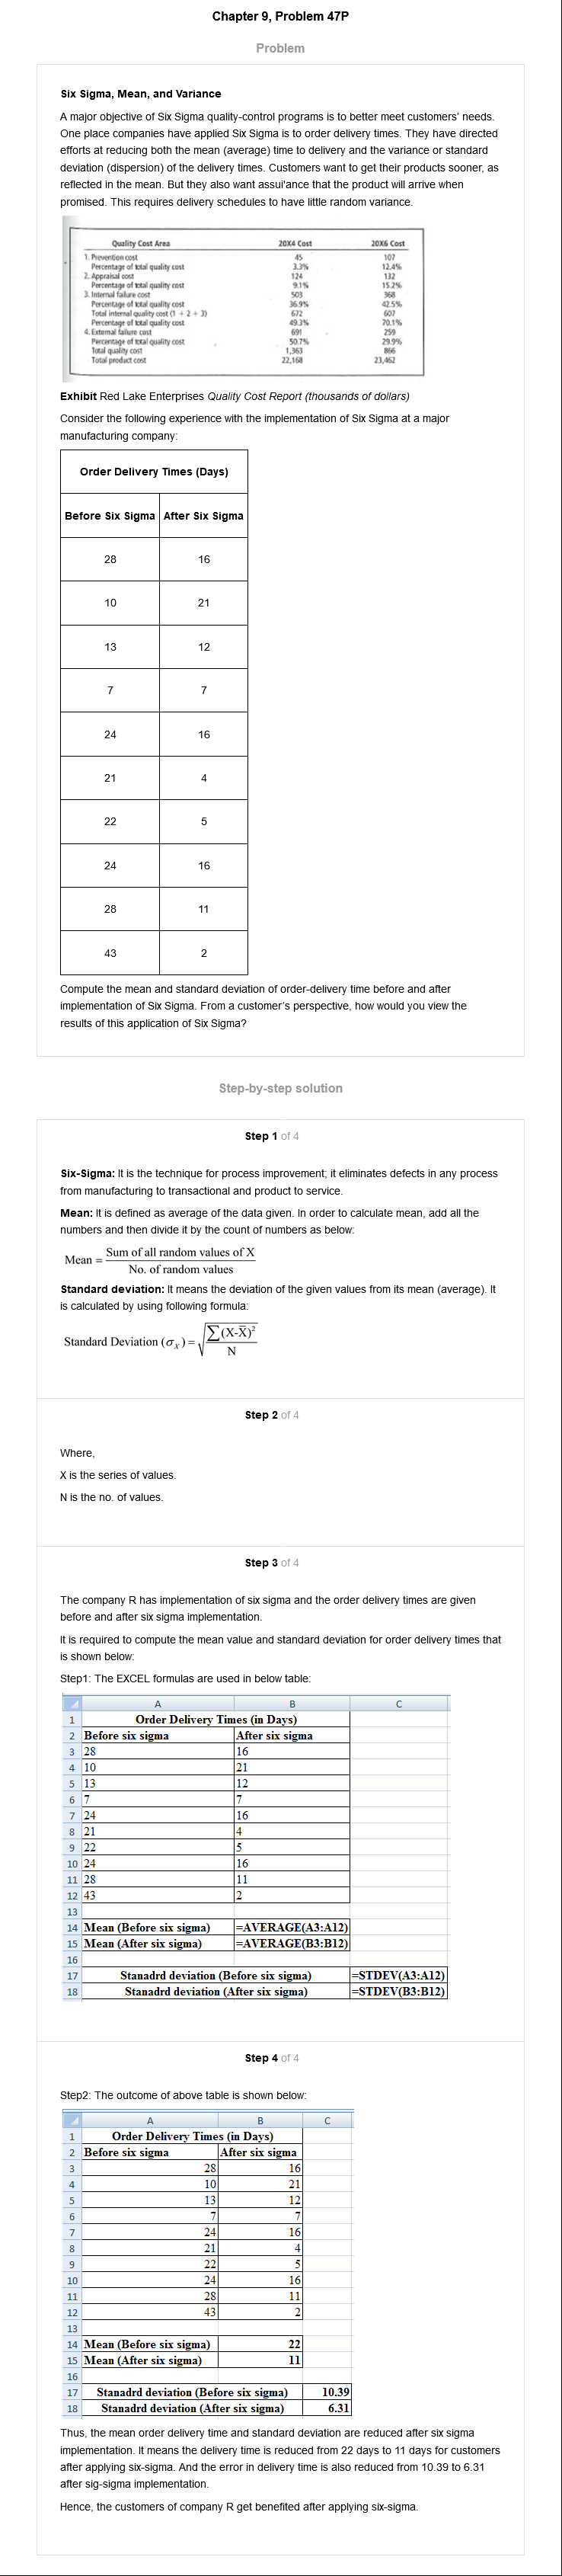 Chapter 9, Problem 47P
Problem
Six Sigma, Mean, and Variance
A major objective of Six Sigma quality-control programs is to better meet customers' needs.
One place companies have applied Six Sigma is to order delivery times. They have directed
efforts at reducing both the mean (average) time to delivery and the variance or standard
deviation (dispersion) of the delivery times. Customers want to get their products sooner, as
reflected in the mean. But they also want assui'ance that the product will arrive when
promised. This requires delivery schedules to have little random variance.
Quality Cost Area 20X4 Cost 20X6 Cost
1. Prevention cost 45 107
Percentage of total quality cost 3.3% 12.4%
2. Appraisal cost 124 132
Percentage of total quality cost 9.1% 15.2%
3. Internal failure cost 503 368
Percentage of total quality cost 36.9% 42.5%
Total internal quality cost (1 + 2 + 3) 672 607
Percentage of total quality cost 49.3% 70.1%
4. External failure cost 691 259
Percentage of total quality cost 50.7% 29.9%
Total quality cost 1,363 866
Total product cost 22,168 23,462
Exhibit Red Lake Enterprises Quality Cost Report (thousands of dollars)
Consider the following experience with the implementation of Six Sigma at a major
manufacturing company:
Order Delivery Times (Days)
Before Six Sigma After Six Sigma
28 16
10 21
13 12
7 7
24 16
21 4
22 5
24 16
28 11
43 2
Compute the mean and standard deviation of order-delivery time before and after
implementation of Six Sigma. From a customer's perspective, how would you view the
results of this application of Six Sigma?
Step-by-step solution
Step 1 of 4
Six-Sigma: It is the technique for process improvement; it eliminates defects in any process
from manufacturing to transactional and product to service.
Mean: It is defined as average of the data given. In order to calculate mean, add all the
numbers and then divide it by the count of numbers as below:
Mean = Sum of all random values of X / No. of random values
Standard deviation: It means the deviation of the given values from its mean (average). It
is calculated by using following formula:
Standard Deviation (σ_X) = √(∑(X-X̄)² / N)
Step 2 of 4
Where,
X is the series of values.
N is the no. of values.
Step 3 of 4
The company R has implementation of six sigma and the order delivery times are given
before and after six sigma implementation.
It is required to compute the mean value and standard deviation for order delivery times that
is shown below:
Step1: The EXCEL formulas are used in below table:
A B C
1 Order Delivery Times (in Days)
2 Before six sigma After six sigma
3 28 16
4 10 21
5 13 12
6 7 7
7 24 16
8 21 4
9 22 5
10 24 16
11 28 11
12 43 2
13
14 Mean (Before six sigma) =AVERAGE(A3:A12)
15 Mean (After six sigma) =AVERAGE(B3:B12)
16
17 Stanadrd deviation (Before six sigma) =STDEV(A3:A12)
18 Stanadrd deviation (After six sigma) =STDEV(B3:B12)
Step 4 of 4
Step2: The outcome of above table is shown below:
A B C
1 Order Delivery Times (in Days)
2 Before six sigma After six sigma
3 28 16
4 10 21
5 13 12
6 7 7
7 24 16
8 21 4
9 22 5
10 24 16
11 28 11
12 43 2
13
14 Mean (Before six sigma) 22
15 Mean (After six sigma) 11
16
17 Stanadrd deviation (Before six sigma) 10.39
18 Stanadrd deviation (After six sigma) 6.31
Thus, the mean order delivery time and standard deviation are reduced after six sigma
implementation. It means the delivery time is reduced from 22 days to 11 days for customers
after applying six-sigma. And the error in delivery time is also reduced from 10.39 to 6.31
after sig-sigma implementation.
Hence, the customers of company R get benefited after applying six-sigma.